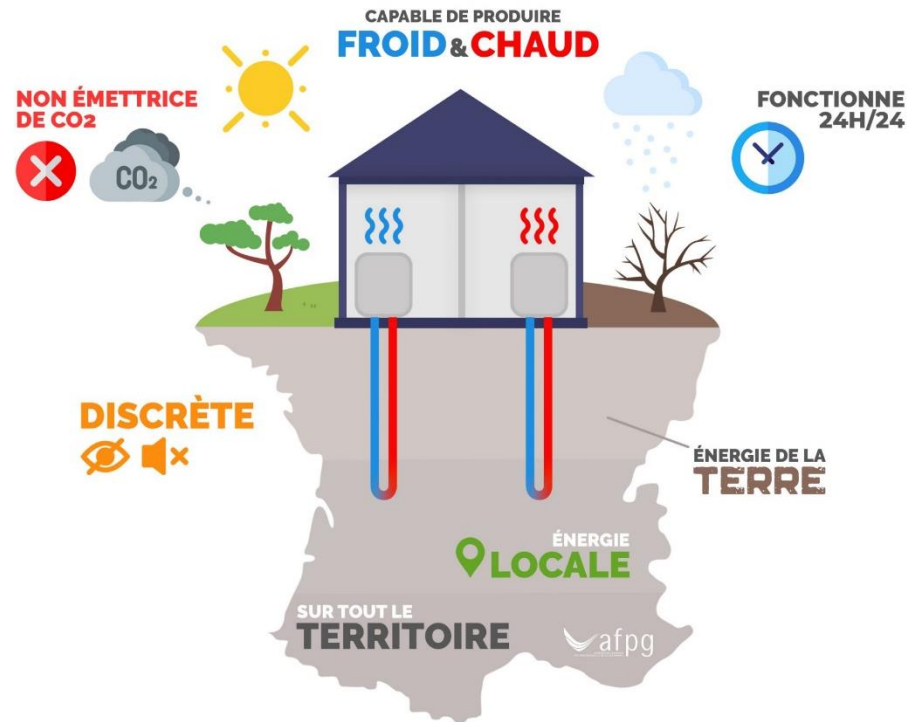 CAPABLE DE PRODUIRE
FROID & CHAUD
NON ÉMETTRICE
DE CO2
CO₂
FONCTIONNE
24H/24
DISCRÈTE
ÉNERGIE DE LA
TERRE
ÉNERGIE
LOCALE
SUR TOUT LE
TERRITOIRE
afpg